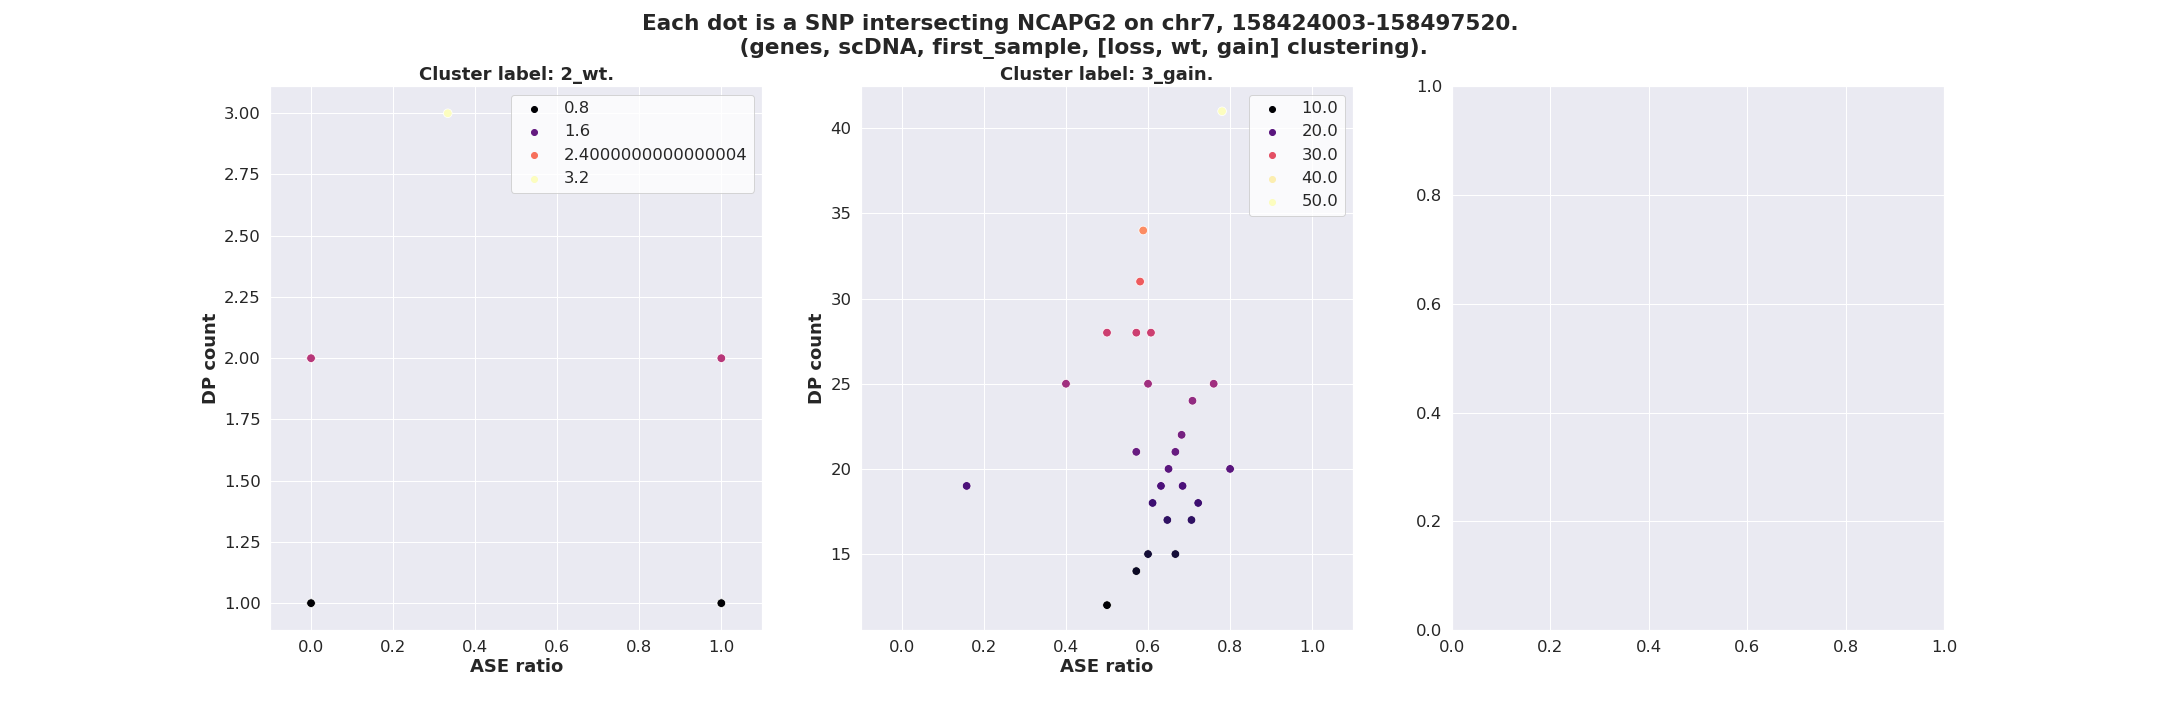 Each dot is a SNP intersecting NCAPG2 on chr7, 158424003-158497520.
(genes, scDNA, first_sample, [loss, wt, gain] clustering).
Cluster label: 2_wt.
3.00
2.75
2.50
2.25
2.00
1.75
1.50
1.25
1.00
DP count
0.8
1.6
2.4000000000000004
3.2
0.0 0.2 0.4 0.6 0.8 1.0
ASE ratio
Cluster label: 3_gain.
40
35
30
25
20
15
DP count
10.0
20.0
30.0
40.0
50.0
0.0 0.2 0.4 0.6 0.8 1.0
ASE ratio
1.0
0.8
0.6
0.4
0.2
0.0
0.0 0.2 0.4 0.6 0.8 1.0